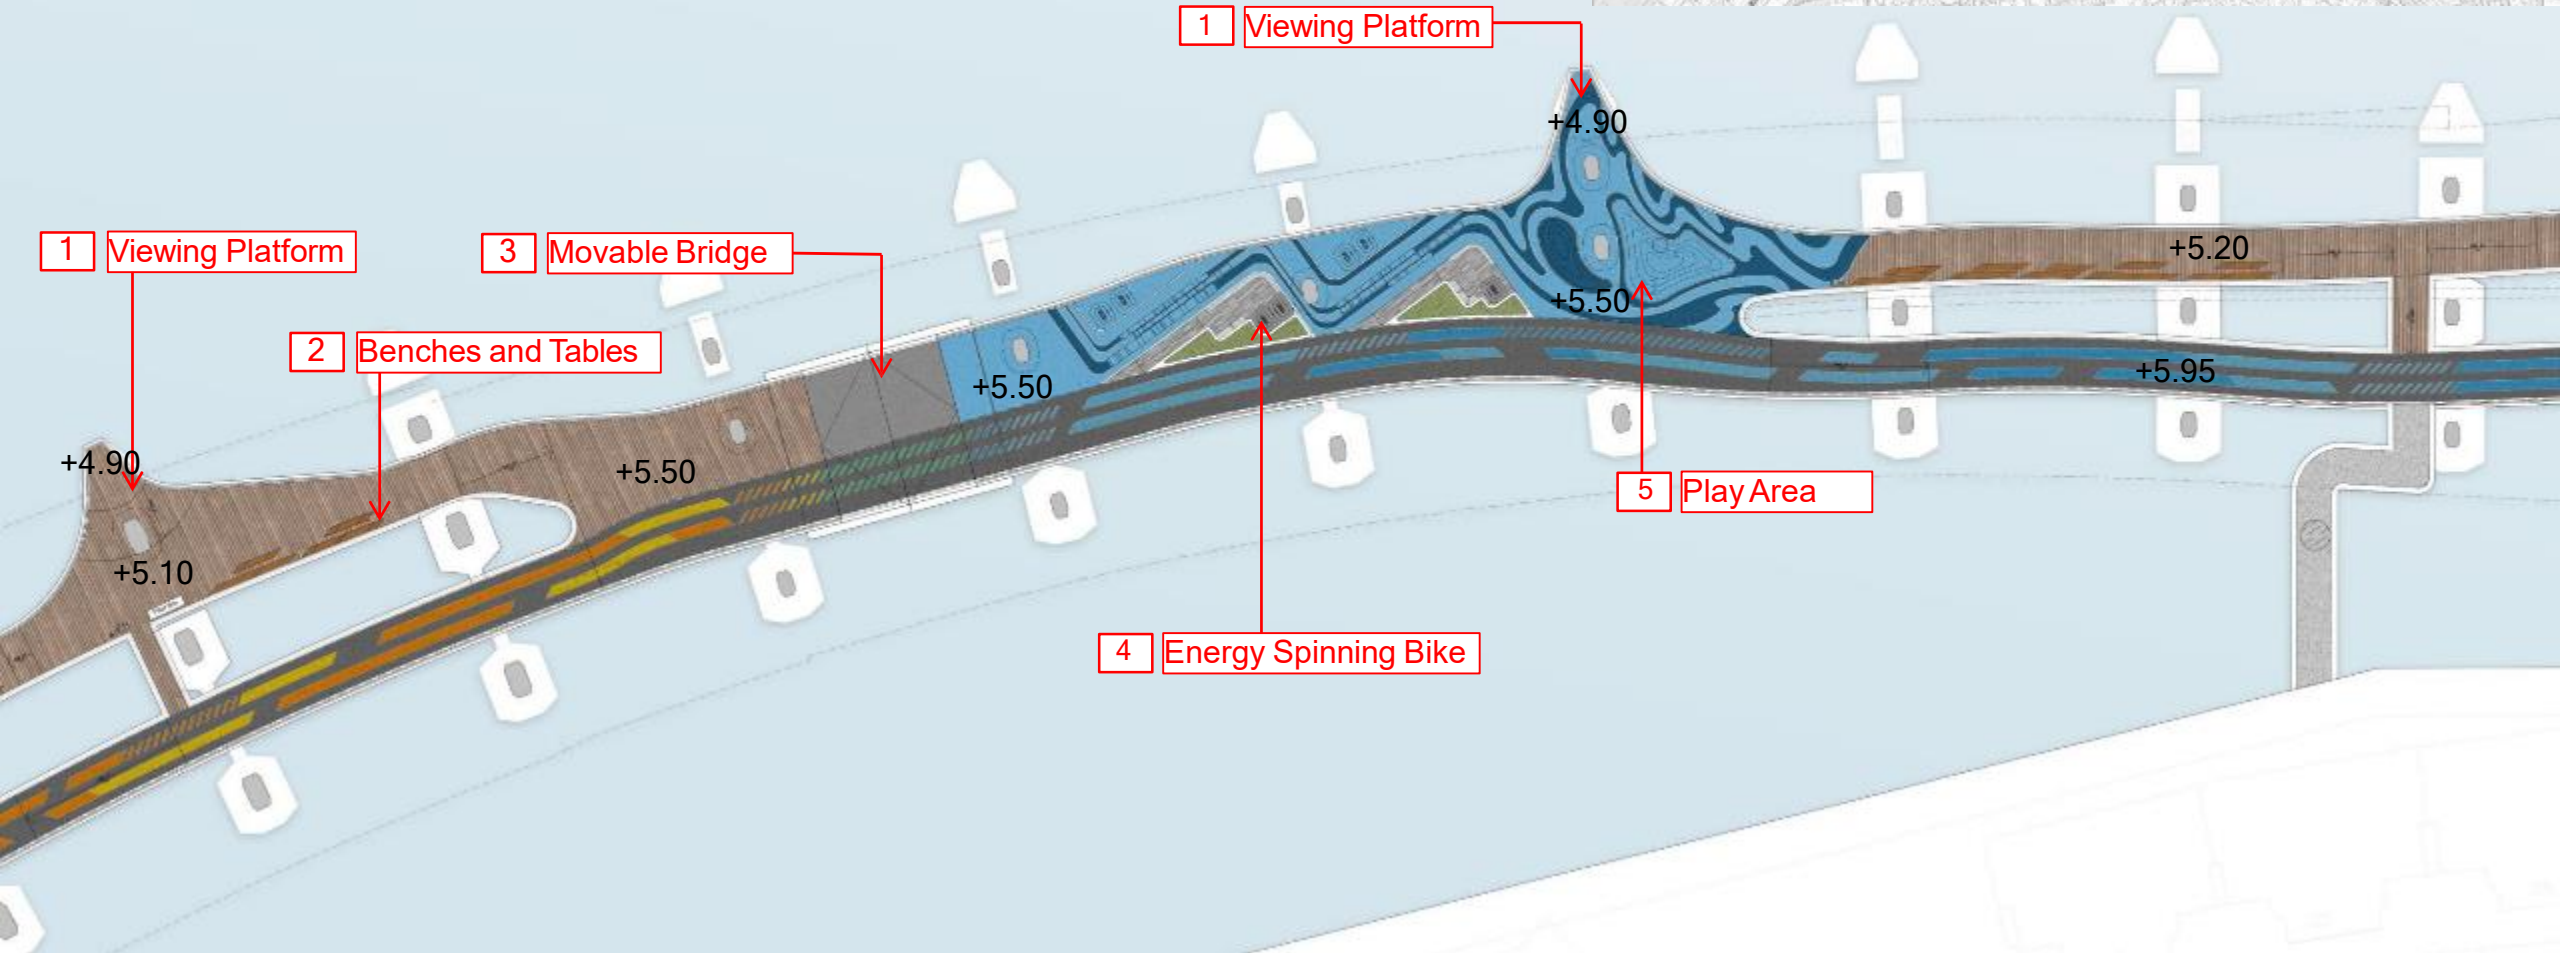 1 Viewing Platform
+4.90
1 Viewing Platform
3 Movable Bridge
+5.20
+5.50
2 Benches and Tables
+5.95
+5.50
+4.90
+5.50
5 Play Area
+5.10
4 Energy Spinning Bike